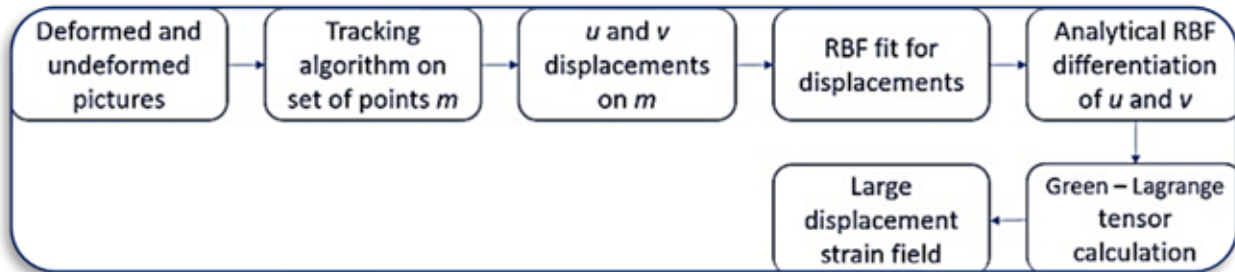 Deformed and
undeformed
pictures
Tracking
algorithm on
set of points m
u and v
displacements
on m
RBF fit for
displacements
Analytical RBF
differentiation
of u and v
Green – Lagrange
tensor
calculation
Large
displacement
strain field